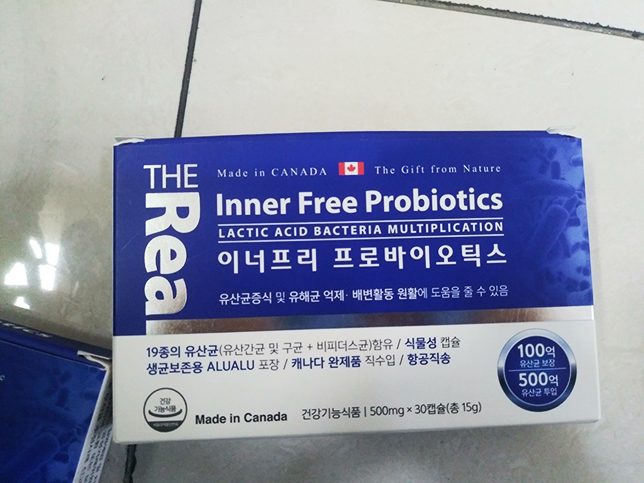 THE Real
Made in CANADA The Gift from Nature
Inner Free Probiotics
LACTIC ACID BACTERIA MULTIPLICATION
이너프리 프로바이오틱스
유산균증식 및 유해균 억제· 배변활동 원활에 도움을 줄 수 있음
19종의 유산균(유산간균 및 구균 + 비피더스균)함유 / 식물성 캡슐
생균보존용 ALUALU 포장 / 캐나다 완제품 직수입 / 항공직송
100억
유산균 보장
500억
유산균 투입
건강
기능식품
Made in Canada
건강기능식품 | 500mg × 30캡슐(총 15g)